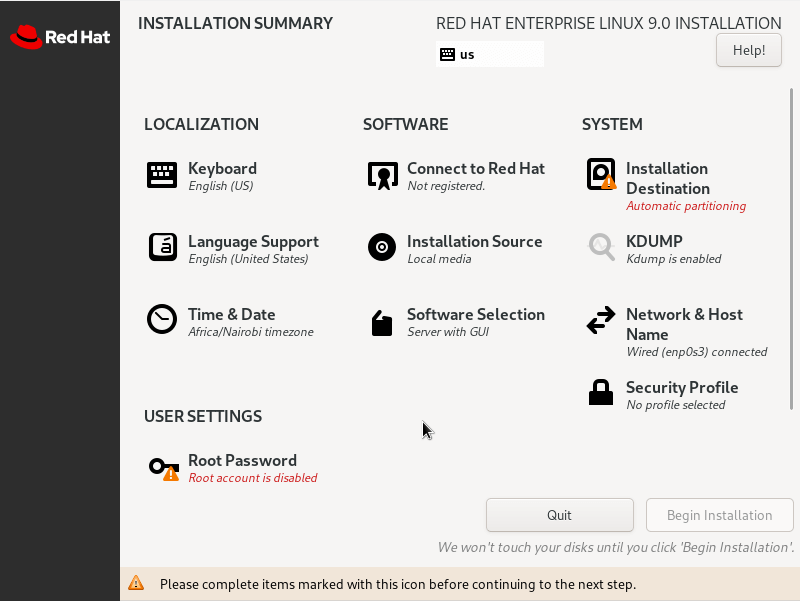 Red Hat
INSTALLATION SUMMARY
RED HAT ENTERPRISE LINUX 9.0 INSTALLATION
us
Help!
LOCALIZATION
Keyboard
English (US)
Language Support
English (United States)
Time & Date
Africa/Nairobi timezone
SOFTWARE
Connect to Red Hat
Not registered.
Installation Source
Local media
Software Selection
Server with GUI
SYSTEM
Installation
Destination
Automatic partitioning
KDUMP
Kdump is enabled
Network & Host
Name
Wired (enp0s3) connected
Security Profile
No profile selected
USER SETTINGS
Root Password
Root account is disabled
Quit
Begin Installation
We won't touch your disks until you click 'Begin Installation'.
Please complete items marked with this icon before continuing to the next step.